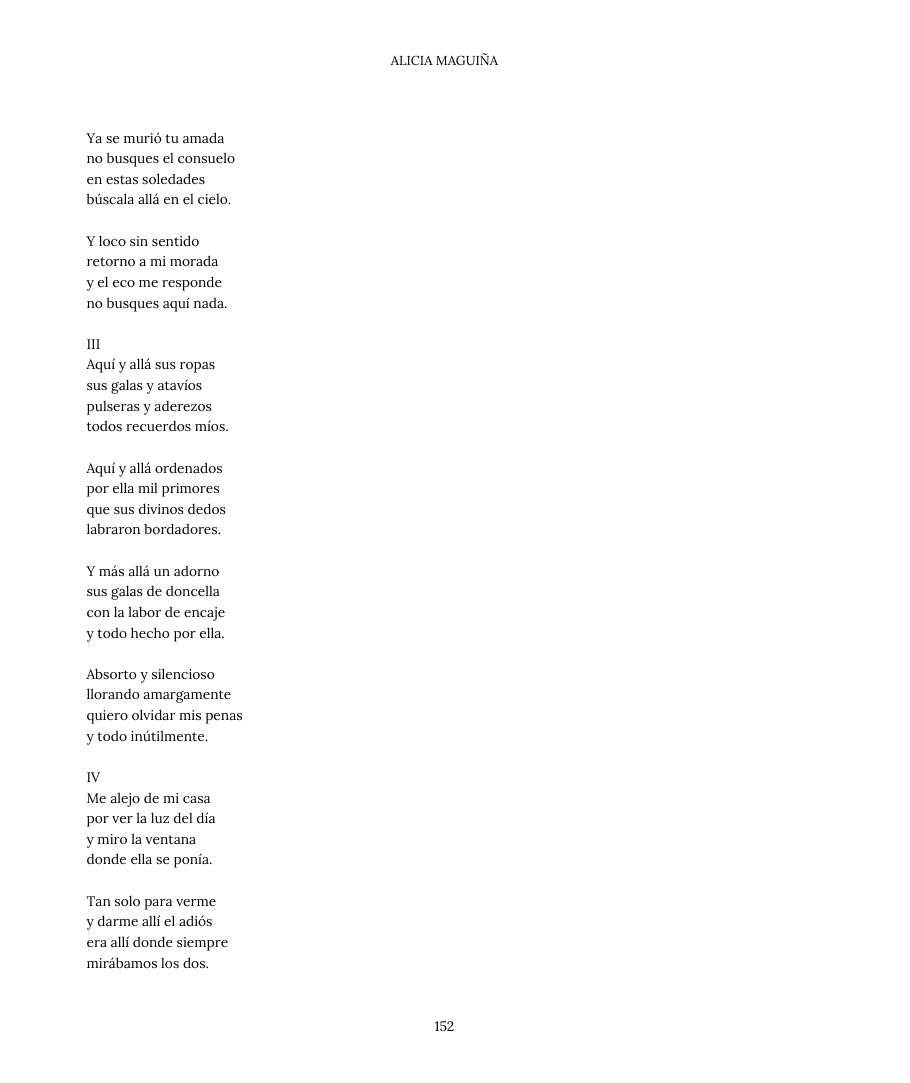 ALICIA MAGUIÑA
Ya se murió tu amada
no busques el consuelo
en estas soledades
búscala allá en el cielo.
Y loco sin sentido
retorno a mi morada
y el eco me responde
no busques aquí nada.
III
Aquí y allá sus ropas
sus galas y atavíos
pulseras y aderezos
todos recuerdos míos.
Aquí y allá ordenados
por ella mil primores
que sus divinos dedos
labraron bordadores.
Y más allá un adorno
sus galas de doncella
con la labor de encaje
y todo hecho por ella.
Absorto y silencioso
llorando amargamente
quiero olvidar mis penas
y todo inútilmente.
IV
Me alejo de mi casa
por ver la luz del día
y miro la ventana
donde ella se ponía.
Tan solo para verme
y darme allí el adiós
era allí donde siempre
mirábamos los dos.
152